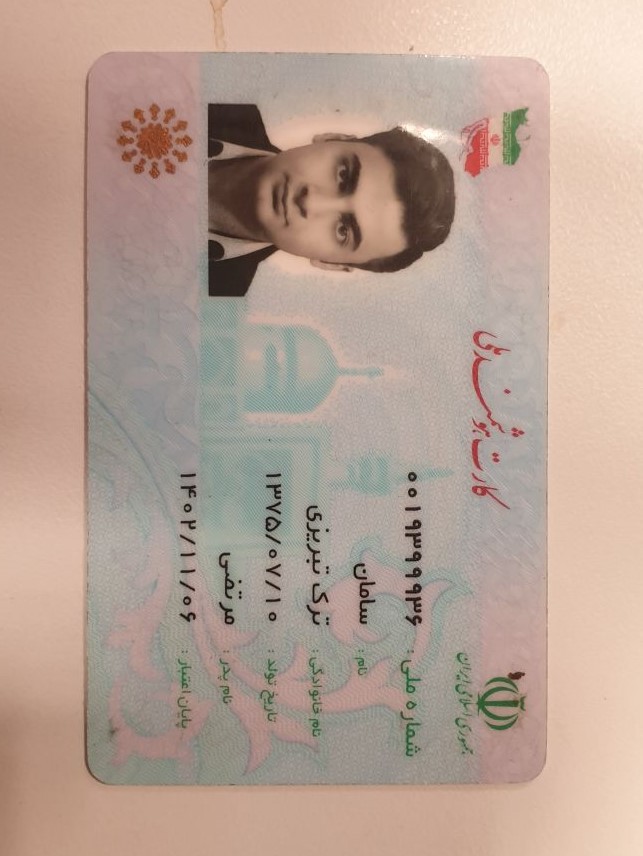 کارت هوشمند ملی
جمهوری اسلامی ایران
شماره ملی : ۰۰۱۹۳۹۹۹۳۶
نام : سامان
نام خانوادگی : ترک تبریزی
تاریخ تولد : ۱۳۷۵/۰۷/۱۰
نام پدر : مرتضی
پایان اعتبار : ۱۴۰۲/۱۱/۰۶